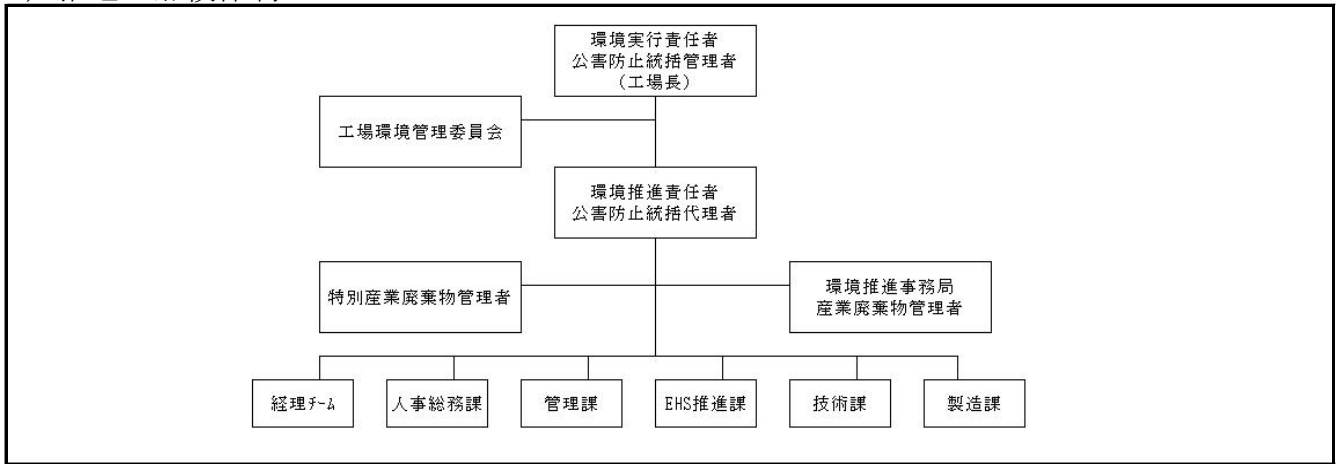 環境実行責任者
公害防止統括管理者
（工場長）
工場環境管理委員会
環境推進責任者
公害防止統括代理者
特別産業廃棄物管理者
環境推進事務局
産業廃棄物管理者
経理ﾁｰﾑ
人事総務課
管理課
EHS推進課
技術課
製造課